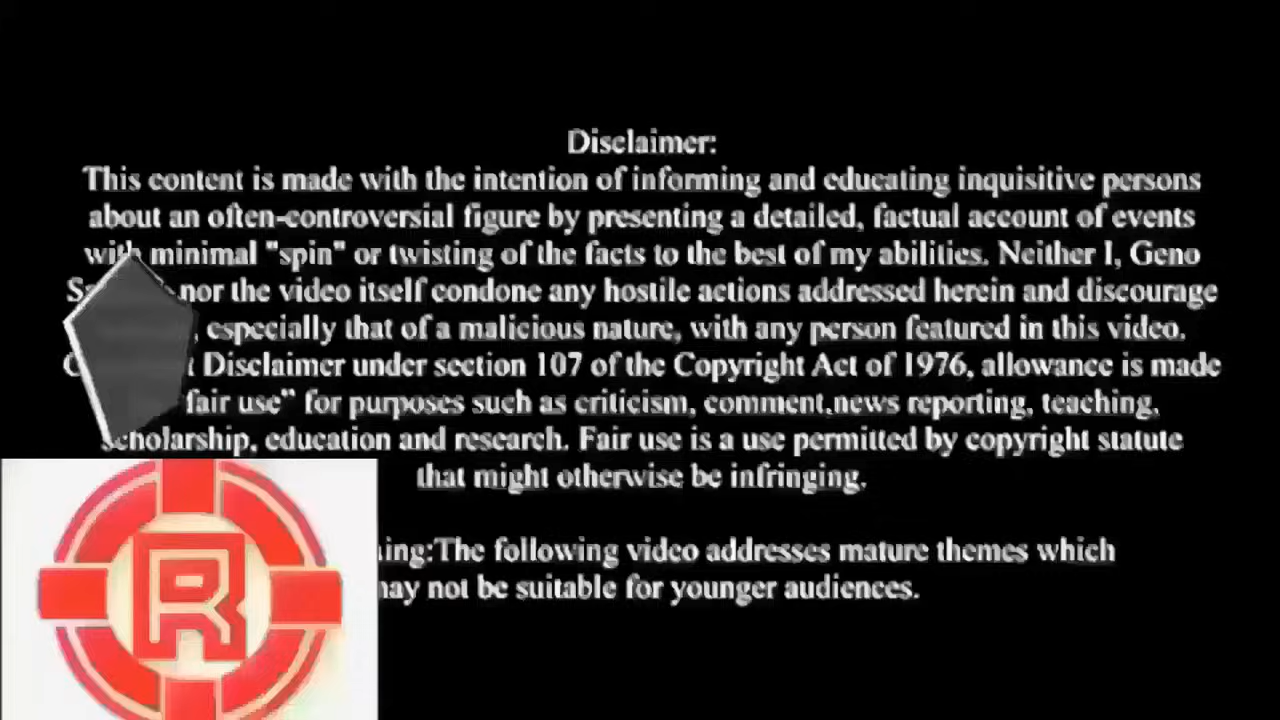 Disclaimer:
This content is made with the intention of informing and educating inquisitive persons
about an often-controversial figure by presenting a detailed, factual account of events
with minimal "spin" or twisting of the facts to the best of my abilities. Neither I, Geno
nor the video itself condone any hostile actions addressed herein and discourage
, especially that of a malicious nature, with any person featured in this video.
Disclaimer under section 107 of the Copyright Act of 1976, allowance is made
fair use” for purposes such as criticism, comment,news reporting, teaching,
scholarship, education and research. Fair use is a use permitted by copyright statute
that might otherwise be infringing.
:The following video addresses mature themes which
may not be suitable for younger audiences.
R